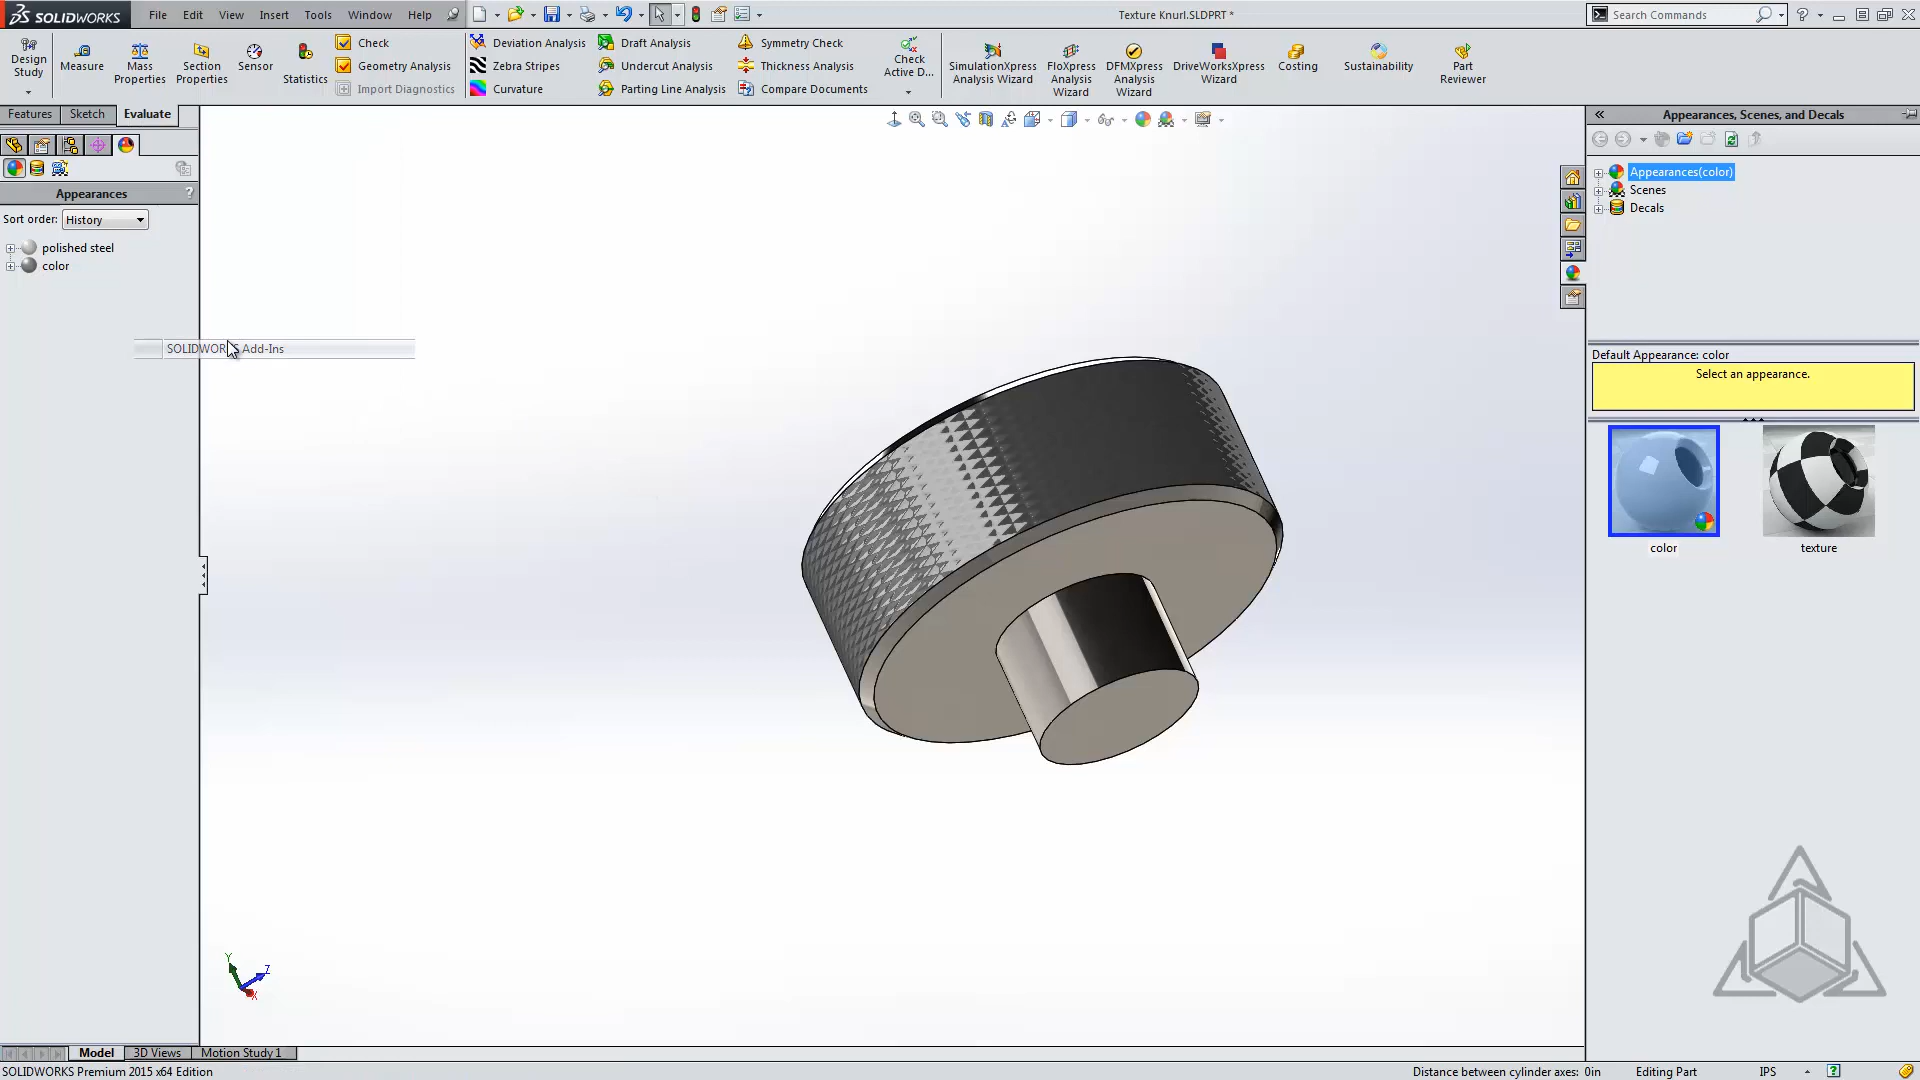 SOLIDWORKS File Edit View Insert Tools Window Help Texture Knurl.SLDPRT * Search Commands
Design Study
Measure
Mass Properties
Section Properties
Sensor
Statistics
Check
Geometry Analysis
Import Diagnostics
Deviation Analysis
Zebra Stripes
Curvature
Draft Analysis
Undercut Analysis
Parting Line Analysis
Symmetry Check
Thickness Analysis
Compare Documents
Check Active D...
SimulationXpress Analysis Wizard
FloXpress Analysis Wizard
DFMXpress Analysis Wizard
DriveWorksXpress Wizard
Costing
Sustainability
Part Reviewer
Features Sketch Evaluate
Appearances ?
Sort order: History
polished steel
color
SOLIDWORKS Add-Ins
Appearances, Scenes, and Decals
Appearances(color)
Scenes
Decals
Default Appearance: color
Select an appearance.
color texture
Y
Z
X
Model 3D Views Motion Study 1
SOLIDWORKS Premium 2015 x64 Edition Distance between cylinder axes: 0in Editing Part IPS